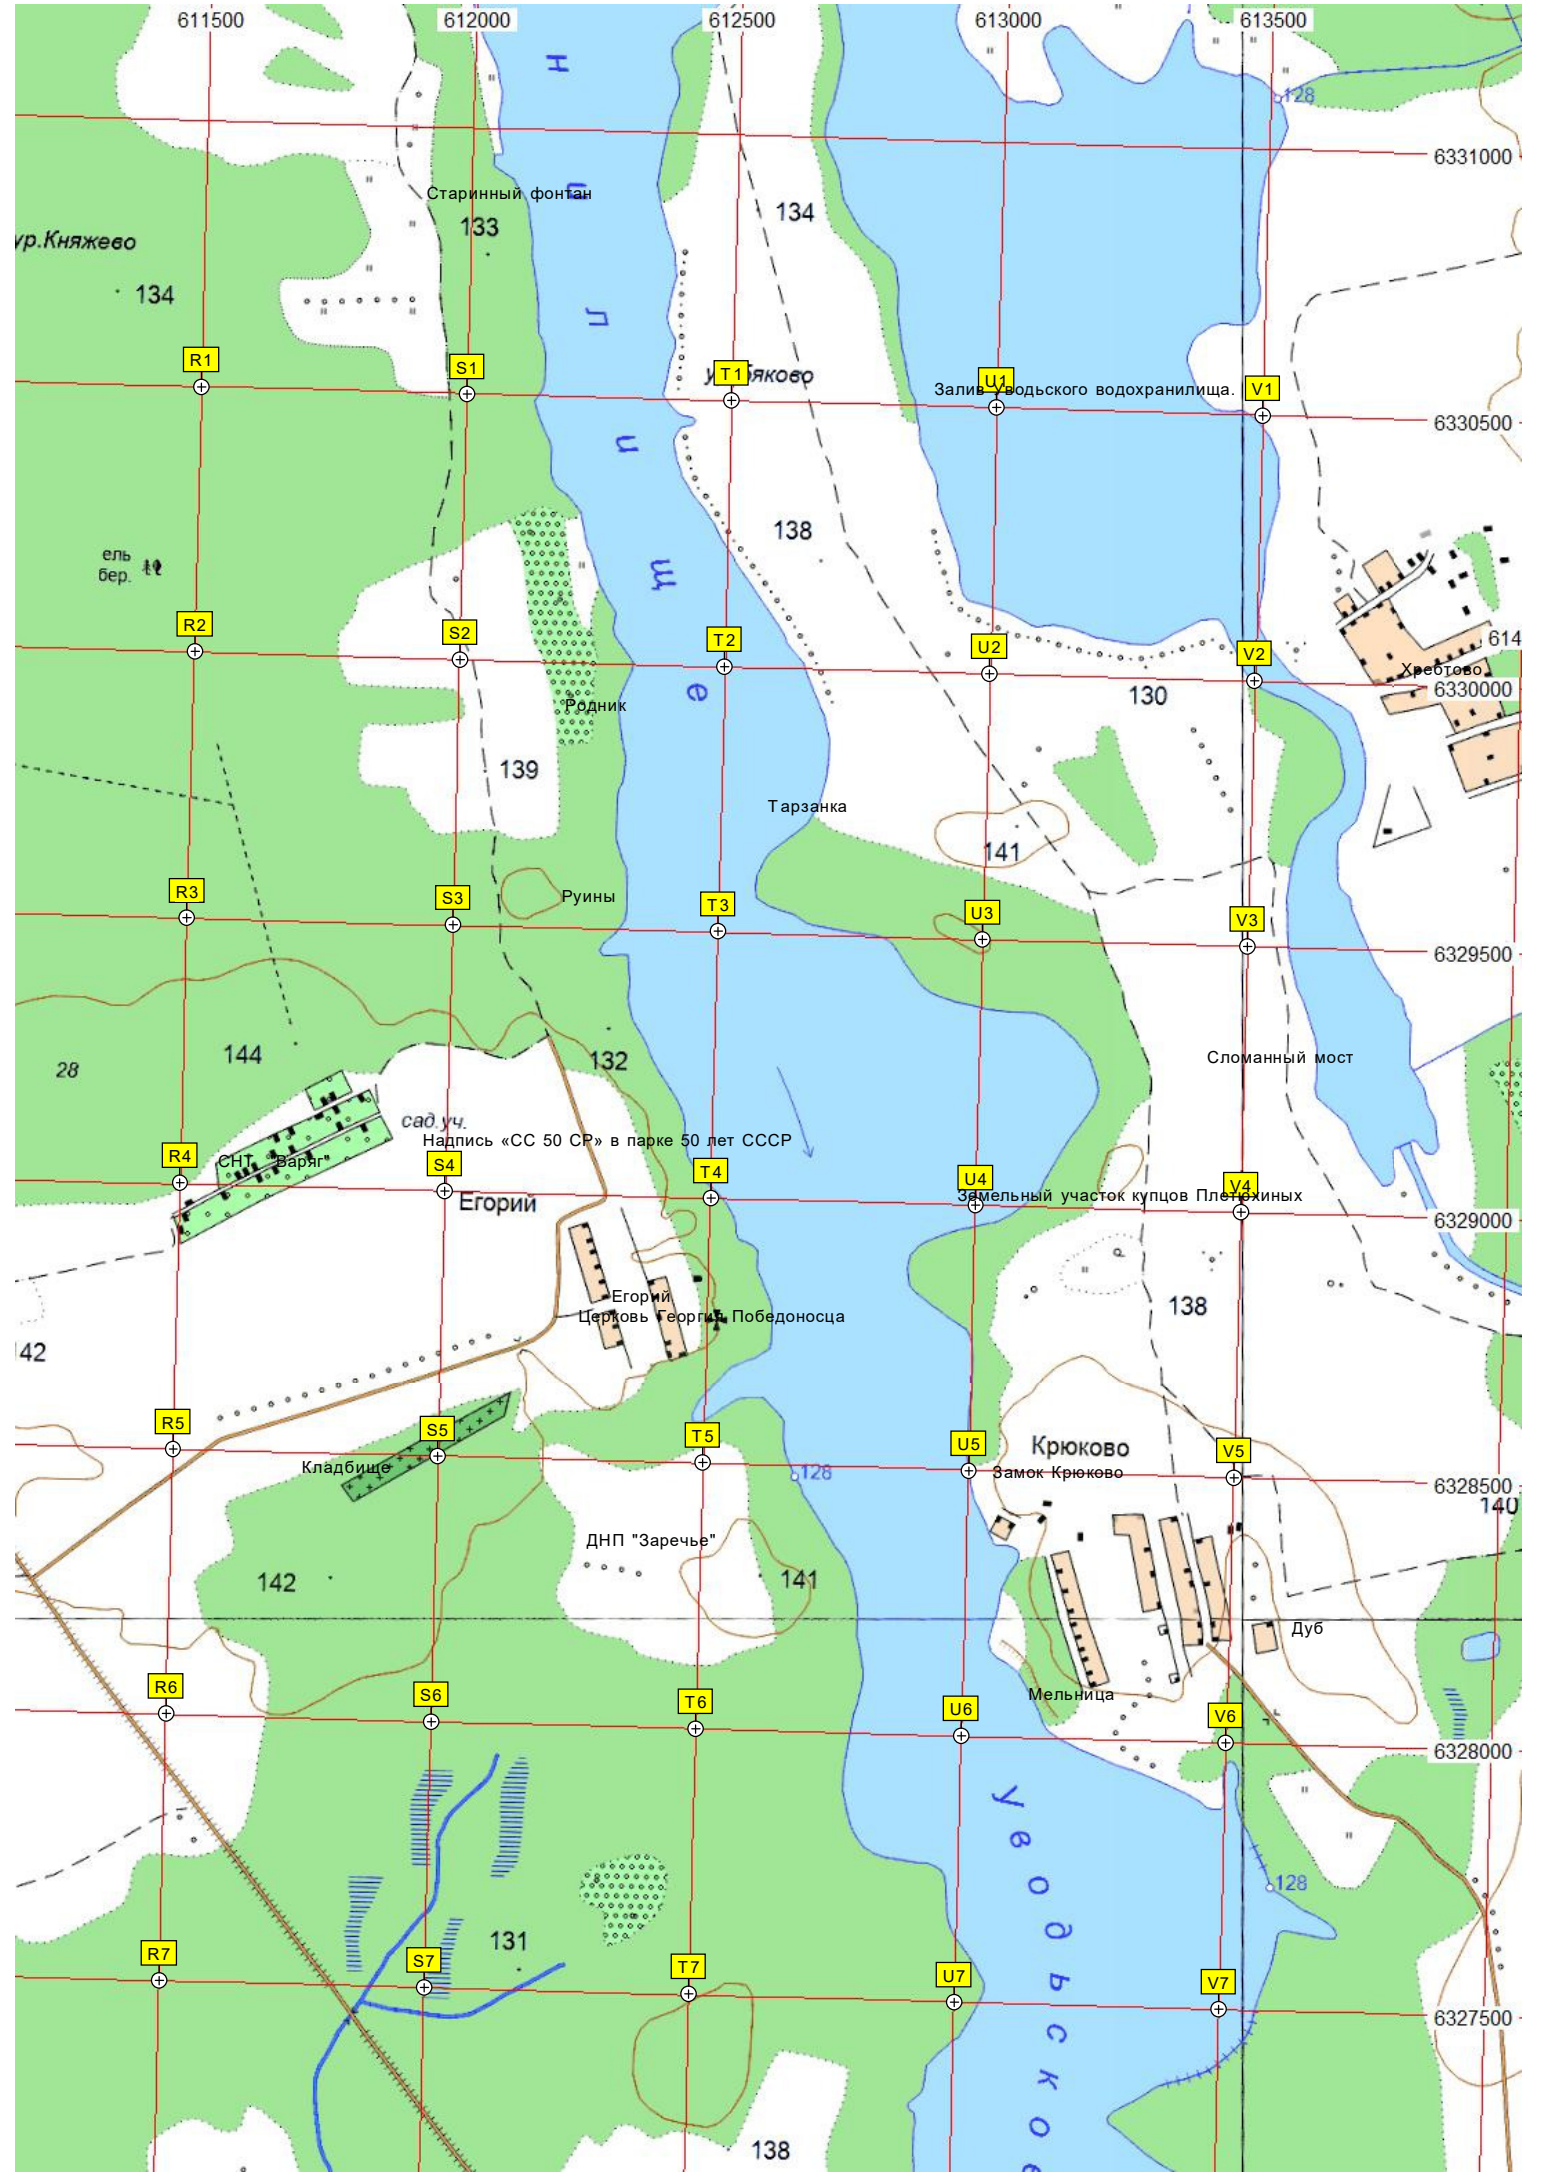 611500 612000 612500 613000 613500
н
128
6331000
Старинный фонтан
и
134
133
ур.Княжево
134
л
R1 S1 T1 U1 V1
Залив Уводьского водохранилища.
6330500
и
138
ель
бер.
щ
R2 S2 T2 U2 V2
614
Хребтово
6330000
е
130
Родник
139
Тарзанка
141
R3 S3 T3 U3 V3
Руины
6329500
144
132
Сломанный мост
28
сад.уч.
Надпись «СС 50 СР» в парке 50 лет СССР
СНТ "Варяг"
R4 S4 T4 U4 V4
Земельный участок купцов Плетюхиных
Егорий
6329000
Егорий
138
Церковь Георгия Победоносца
42
R5 S5 T5 U5 V5
Крюково
Кладбище
128
Замок Крюково
6328500
140
ДНП "Заречье"
142
141
Дуб
R6 S6 T6 U6 V6
Мельница
6328000
у
в
о
128
д
131
R7 S7 T7 U7 V7
ь
6327500
с
к
о
138
е